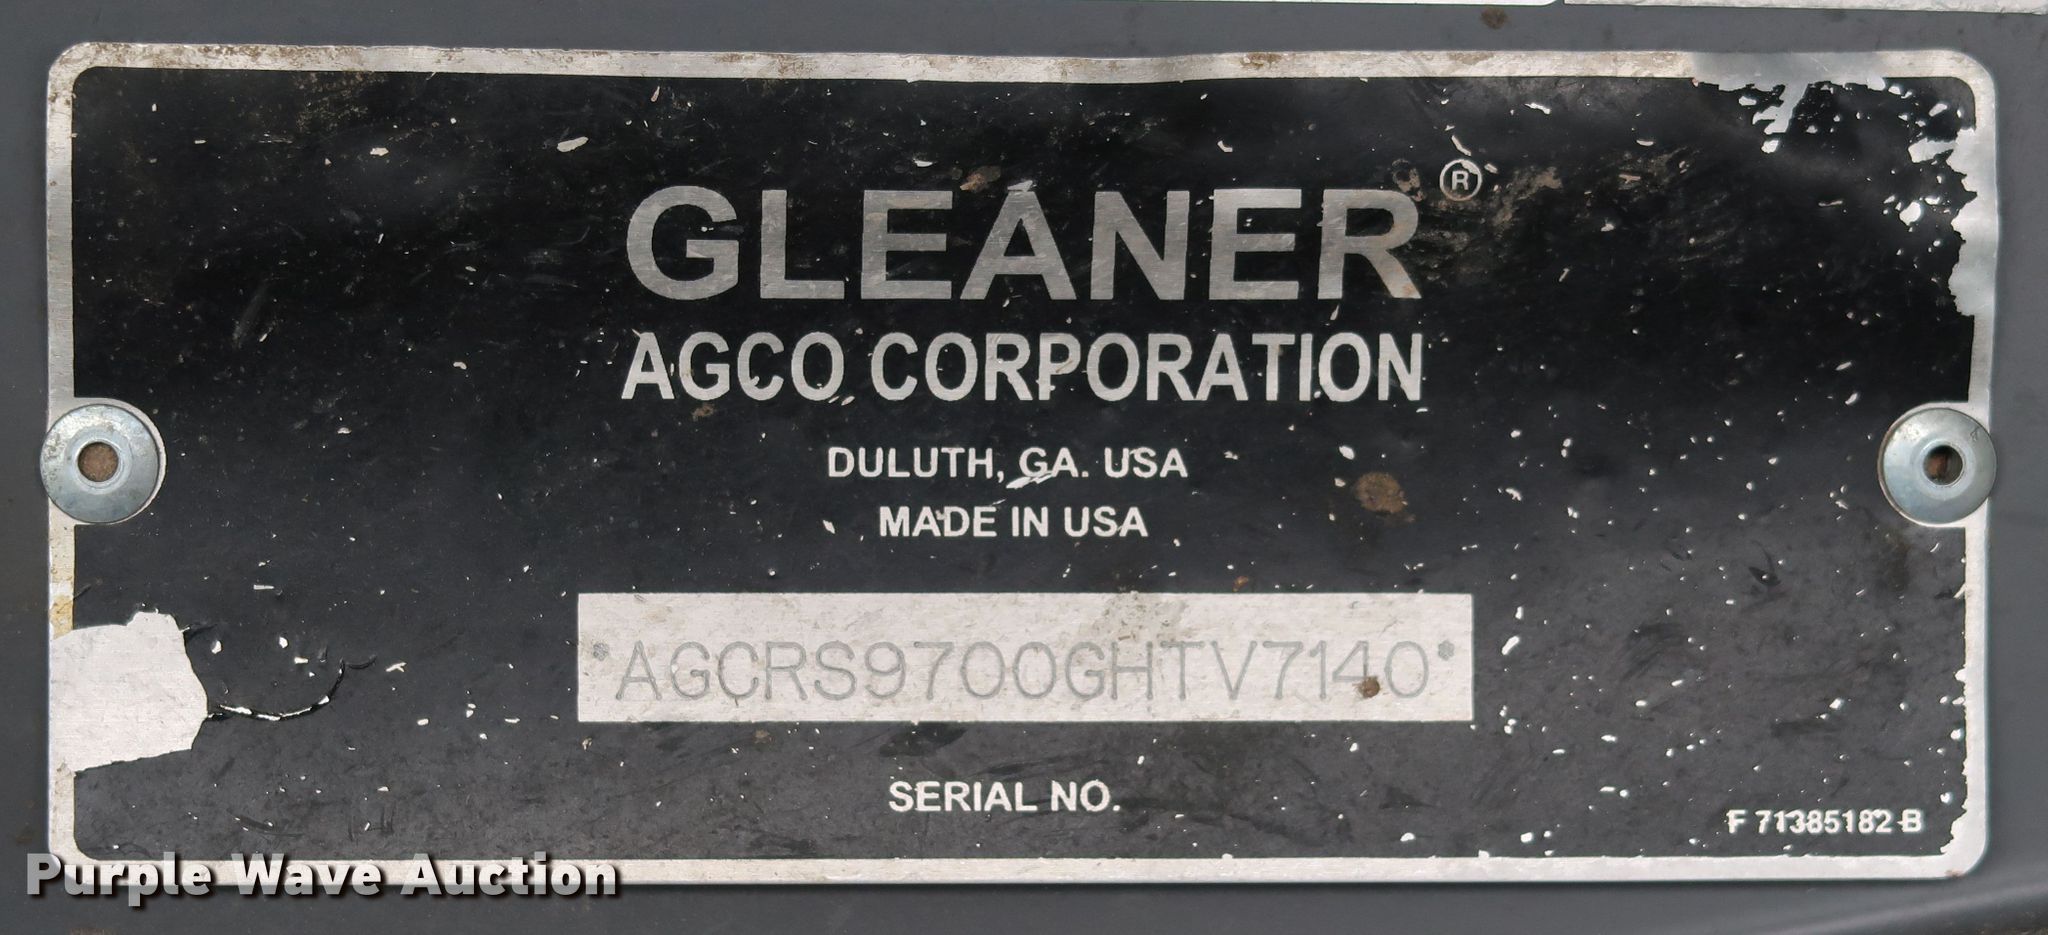 GLEANER®
AGCO CORPORATION
DULUTH, GA. USA
MADE IN USA
*AGCRS9700GHTV7140*
SERIAL NO.
F 71385182-B
Purple Wave Auction